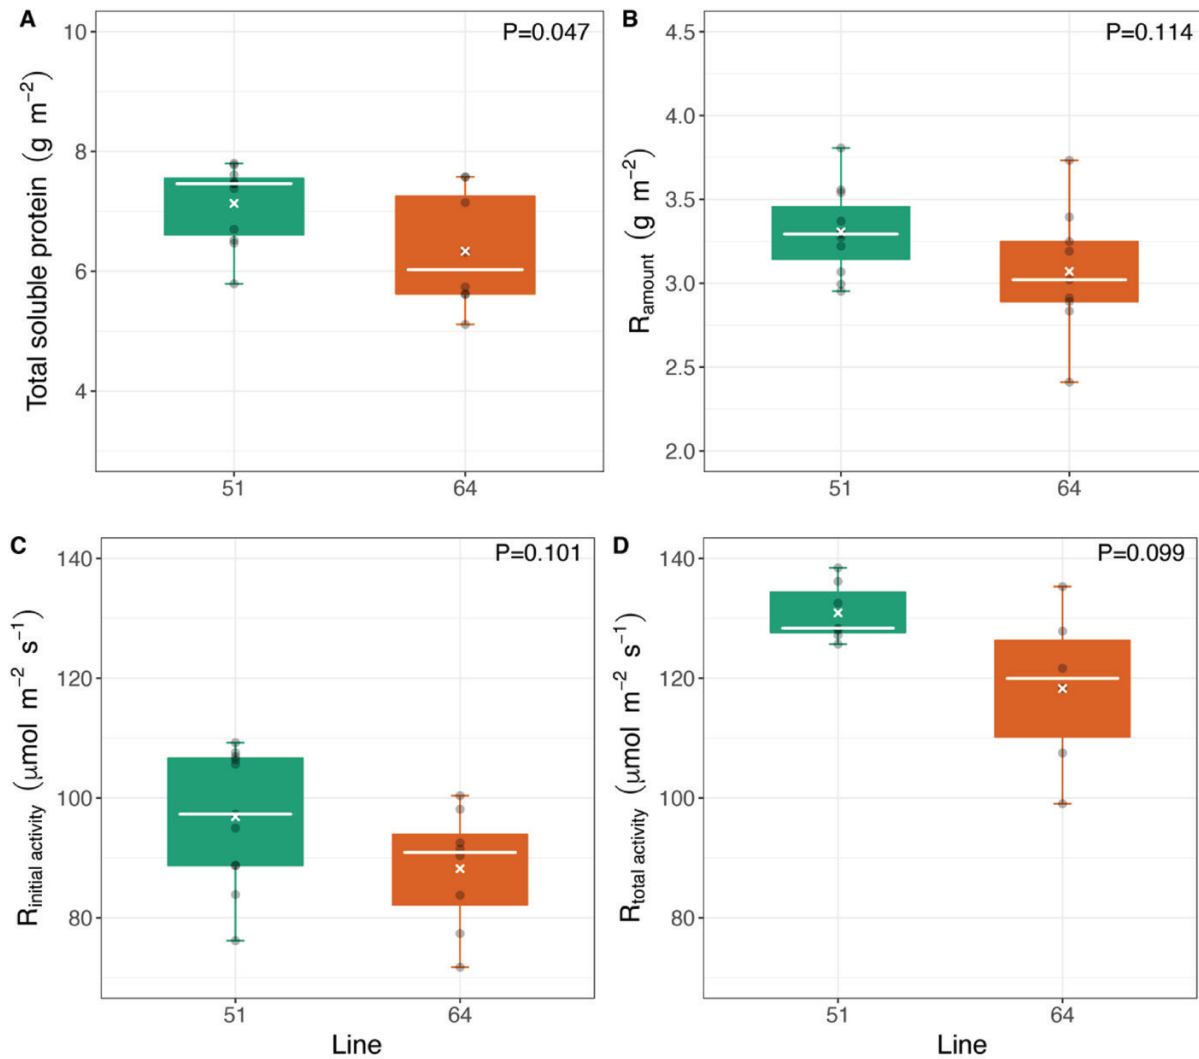 A
P=0.047
Total soluble protein (g m−2)
10
8
6
4
51
64
B
P=0.114
Ramount (g m−2)
4.5
4.0
3.5
3.0
2.5
2.0
51
64
C
P=0.101
Rinitial activity (μmol m−2 s−1)
140
120
100
80
51
64
Line
D
P=0.099
Rtotal activity (μmol m−2 s−1)
140
120
100
80
51
64
Line